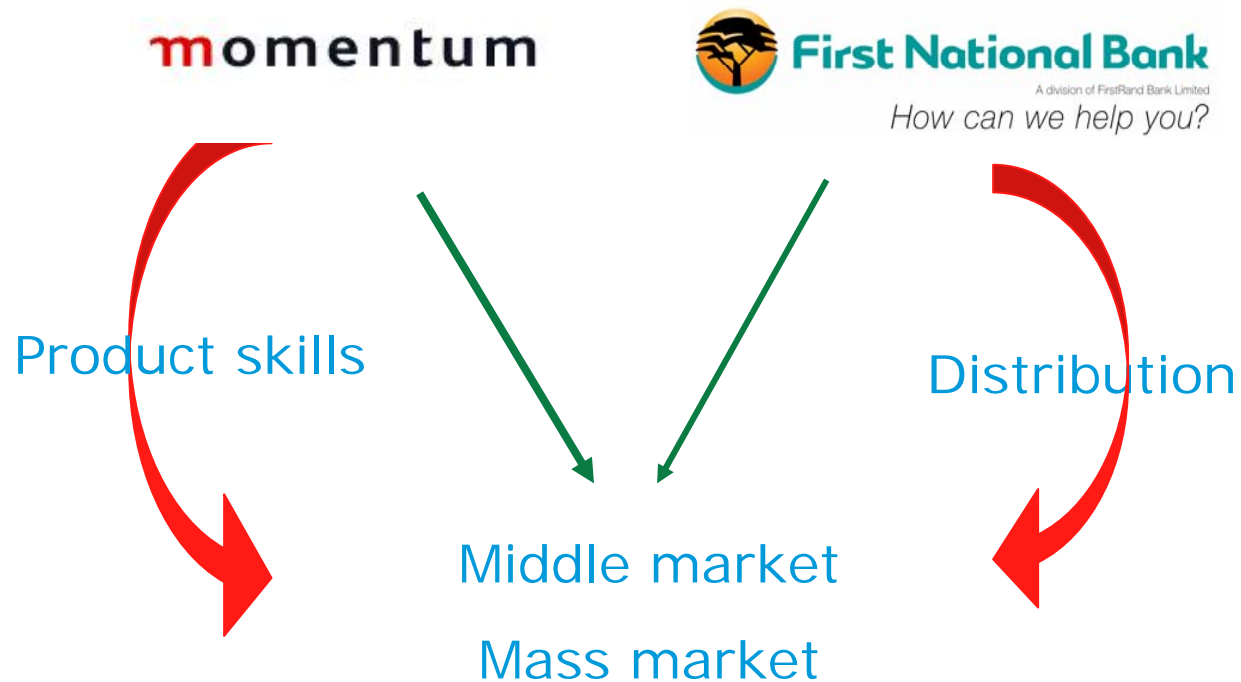 momentum
First National Bank
A division of FirstRand Bank Limited
How can we help you?
Product skills
Distribution
Middle market
Mass market